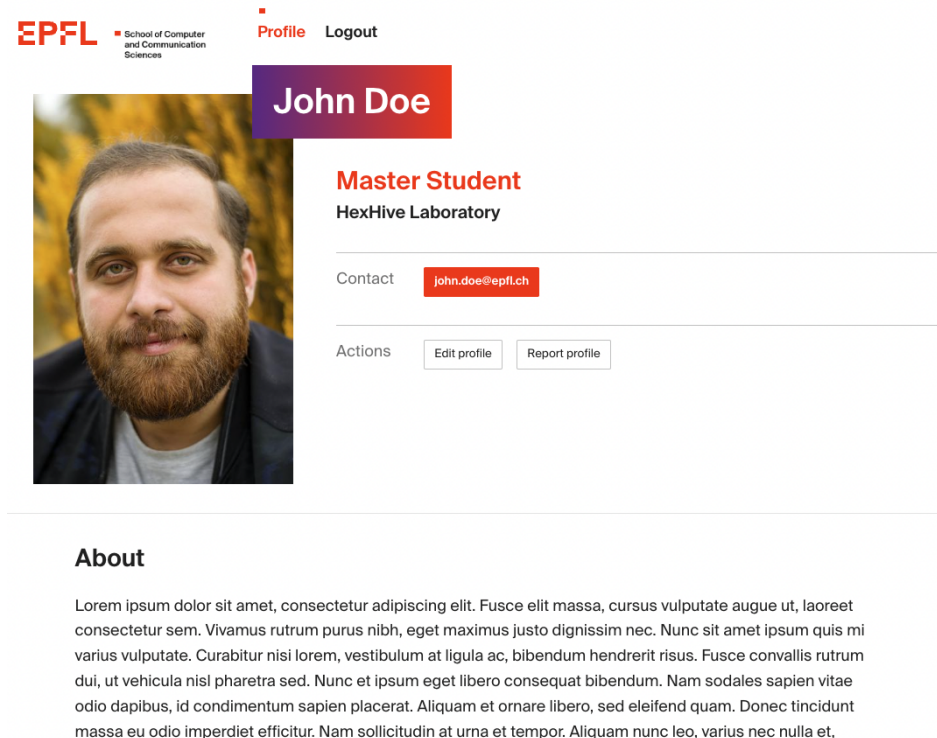 EPFL
School of Computer
and Communication
Sciences
Profile
Logout
John Doe
Master Student
HexHive Laboratory
Contact
john.doe@epfl.ch
Actions
Edit profile
Report profile
About
Lorem ipsum dolor sit amet, consectetur adipiscing elit. Fusce elit massa, cursus vulputate augue ut, laoreet
consectetur sem. Vivamus rutrum purus nibh, eget maximus justo dignissim nec. Nunc sit amet ipsum quis mi
varius vulputate. Curabitur nisi lorem, vestibulum at ligula ac, bibendum hendrerit risus. Fusce convallis rutrum
dui, ut vehicula nisl pharetra sed. Nunc et ipsum eget libero consequat bibendum. Nam sodales sapien vitae
odio dapibus, id condimentum sapien placerat. Aliquam et ornare libero, sed eleifend quam. Donec tincidunt
massa eu odio imperdiet efficitur. Nam sollicitudin at urna et tempor. Aliquam nunc leo, varius nec nulla et,